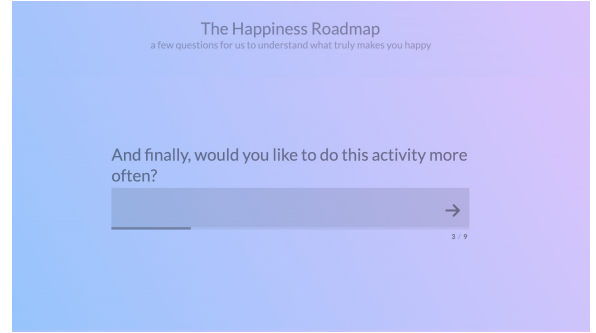 The Happiness Roadmap
a few questions for us to understand what truly makes you happy
And finally, would you like to do this activity more
often?
3 / 9